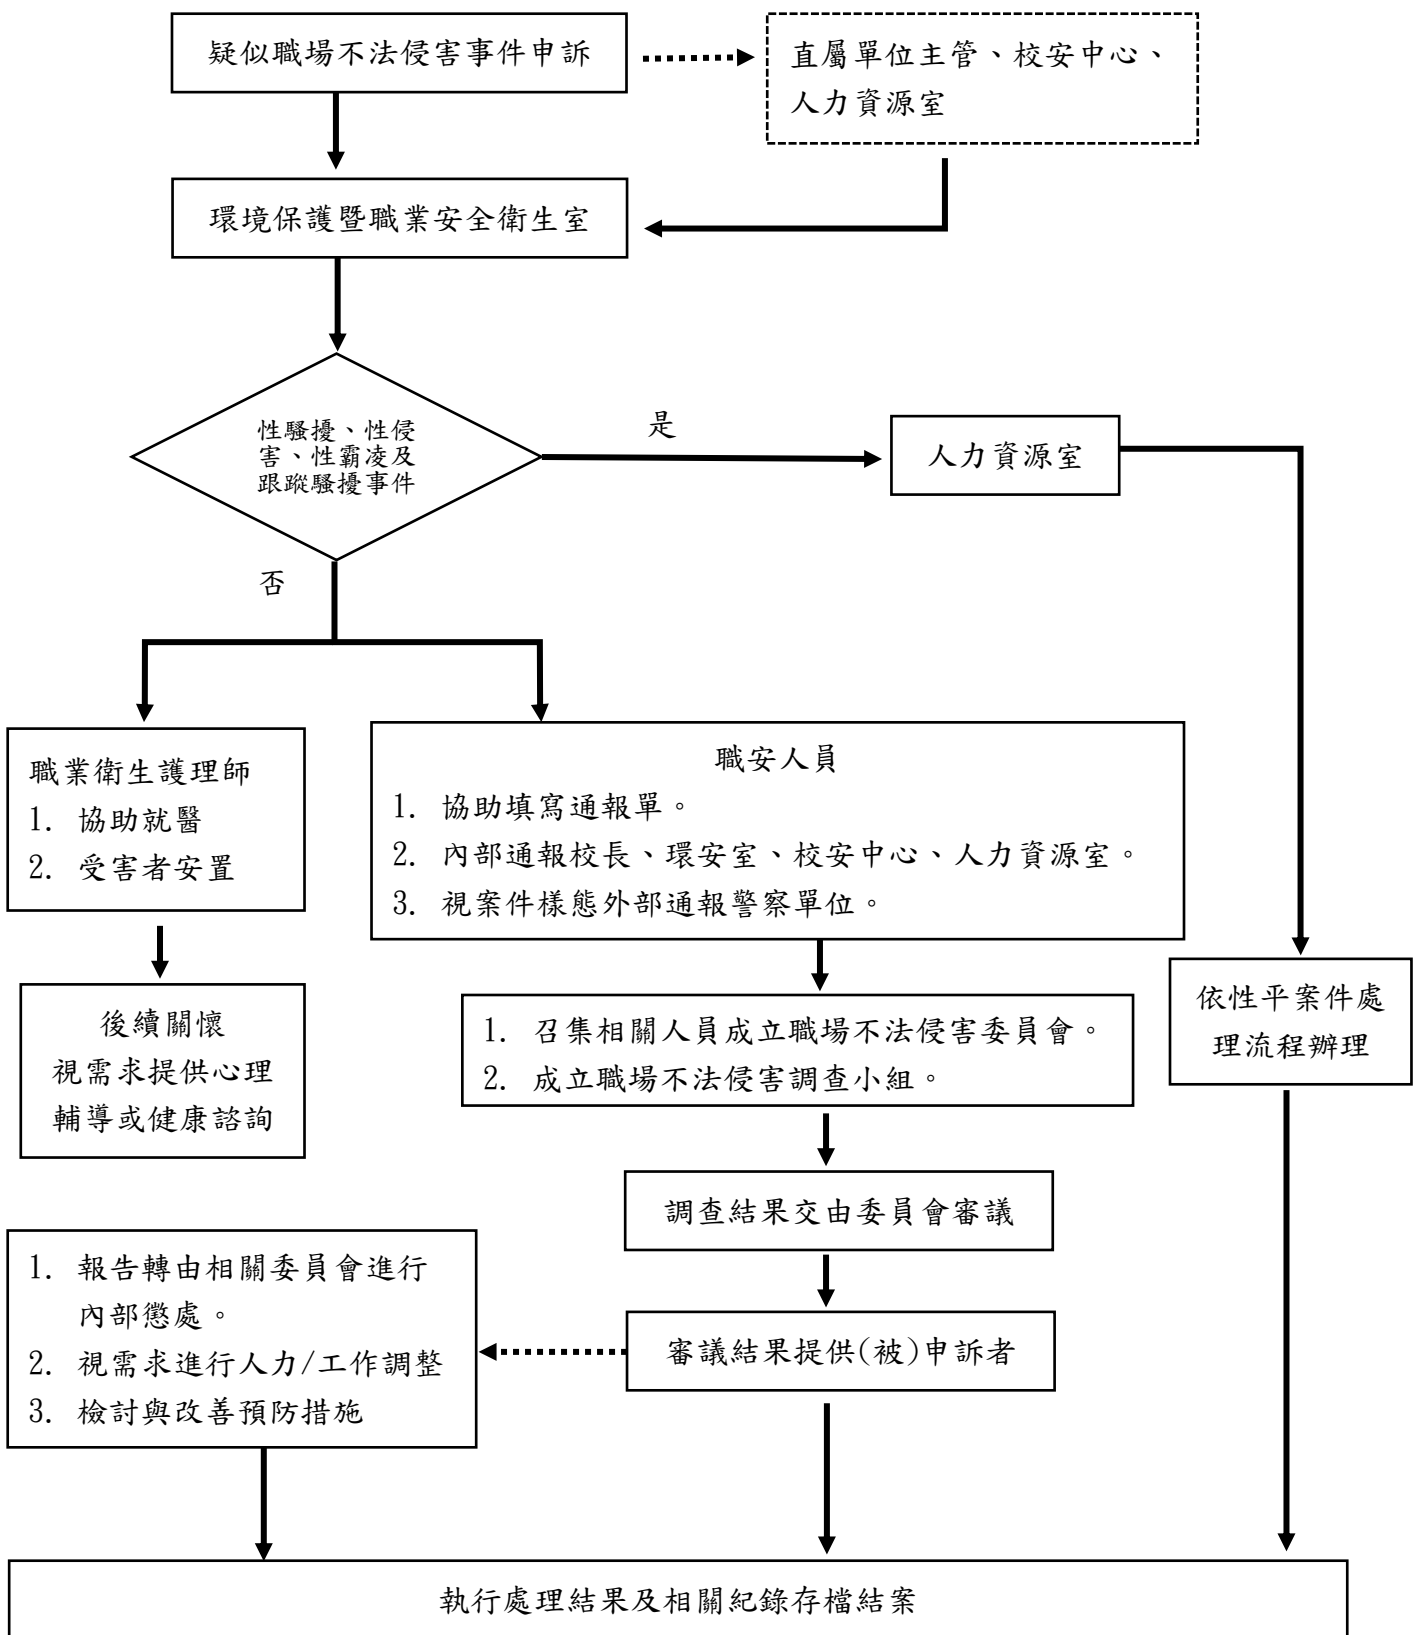 疑似職場不法侵害事件申訴
直屬單位主管、校安中心、
人力資源室
環境保護暨職業安全衛生室
性騷擾、性侵
害、性霸凌及
跟蹤騷擾事件
是
人力資源室
否
職業衛生護理師
1. 協助就醫
2. 受害者安置
職安人員
1. 協助填寫通報單。
2. 內部通報校長、環安室、校安中心、人力資源室。
3. 視案件樣態外部通報警察單位。
後續關懷
視需求提供心理
輔導或健康諮詢
1. 召集相關人員成立職場不法侵害委員會。
2. 成立職場不法侵害調查小組。
依性平案件處
理流程辦理
調查結果交由委員會審議
1. 報告轉由相關委員會進行
內部懲處。
2. 視需求進行人力/工作調整
3. 檢討與改善預防措施
審議結果提供(被)申訴者
執行處理結果及相關紀錄存檔結案